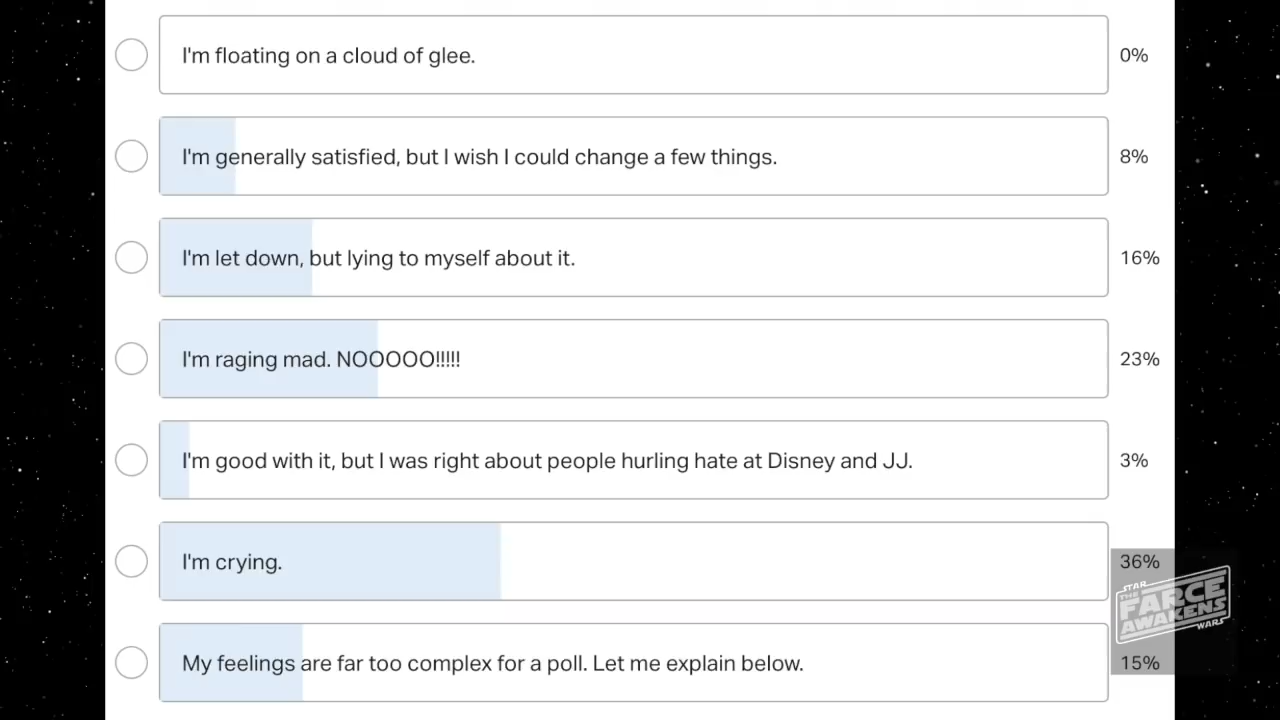 I'm floating on a cloud of glee. 0%
I'm generally satisfied, but I wish I could change a few things. 8%
I'm let down, but lying to myself about it. 16%
I'm raging mad. NOOOOO!!!!! 23%
I'm good with it, but I was right about people hurling hate at Disney and JJ. 3%
I'm crying. 36%
STAR
THE FARCE
AWAKENS
WARS
My feelings are far too complex for a poll. Let me explain below. 15%